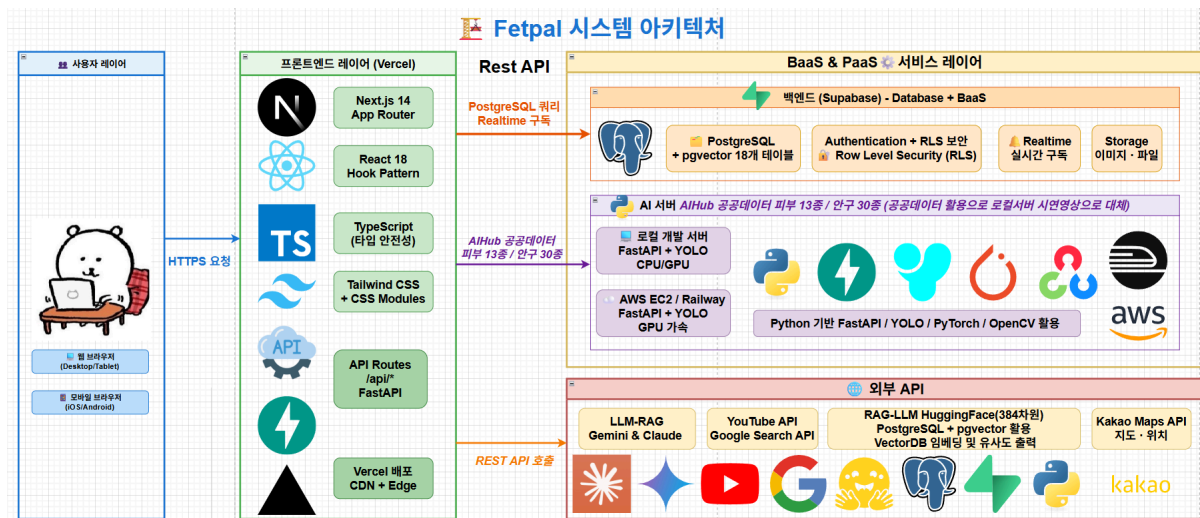 Fetpal 시스템 아키텍처
사용자 레이어
웹 브라우저
(Desktop/Tablet)
모바일 브라우저
(iOS/Android)
HTTPS 요청
프론트엔드 레이어 (Vercel)
N
Next.js 14
App Router
React 18
Hook Pattern
TS
TypeScript
(타입 안전성)
Tailwind CSS
+ CSS Modules
API
API Routes
/api/*
FastAPI
Vercel 배포
CDN + Edge
Rest API
PostgreSQL 쿼리
Realtime 구독
AIHub 공공데이터
피부 13종 / 안구 30종
REST API 호출
BaaS & PaaS 서비스 레이어
백엔드 (Supabase) - Database + BaaS
PostgreSQL
+ pgvector 18개 테이블
Authentication + RLS 보안
Row Level Security (RLS)
Realtime
실시간 구독
Storage
이미지 · 파일
AI 서버 AIHub 공공데이터 피부 13종 / 안구 30종 (공공데이터 활용으로 로컬서버 시연영상으로 대체)
로컬 개발 서버
FastAPI + YOLO
CPU/GPU
AWS EC2 / Railway
FastAPI + YOLO
GPU 가속
Python 기반 FastAPI / YOLO / PyTorch / OpenCV 활용
aws
외부 API
LLM-RAG
Gemini & Claude
YouTube API
Google Search API
RAG-LLM HuggingFace(384차원)
PostgreSQL + pgvector 활용
VectorDB 임베딩 및 유사도 출력
Kakao Maps API
지도 · 위치
kakao